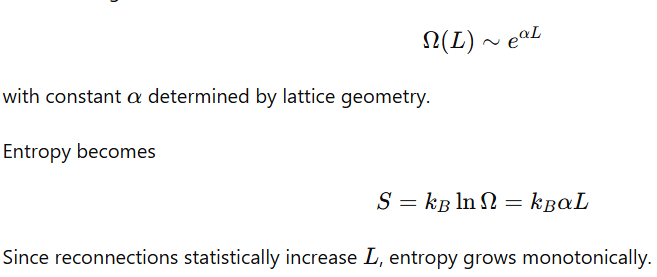 Ω(L) ∼ e^{αL}
with constant α determined by lattice geometry.
Entropy becomes
S = k_B ln Ω = k_B αL
Since reconnections statistically increase L, entropy grows monotonically.